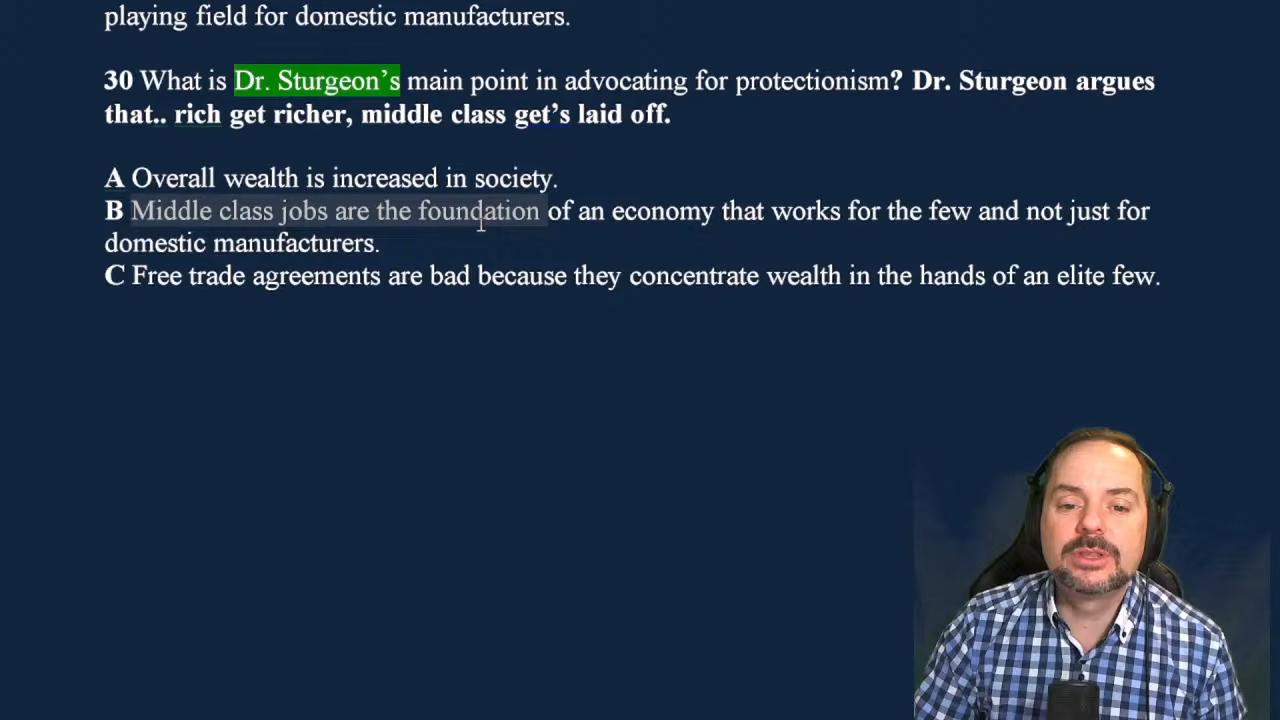 playing field for domestic manufacturers.
30 What is Dr. Sturgeon’s main point in advocating for protectionism? Dr. Sturgeon argues
that.. rich get richer, middle class get’s laid off.
A Overall wealth is increased in society.
B Middle class jobs are the foundation of an economy that works for the few and not just for
domestic manufacturers.
C Free trade agreements are bad because they concentrate wealth in the hands of an elite few.